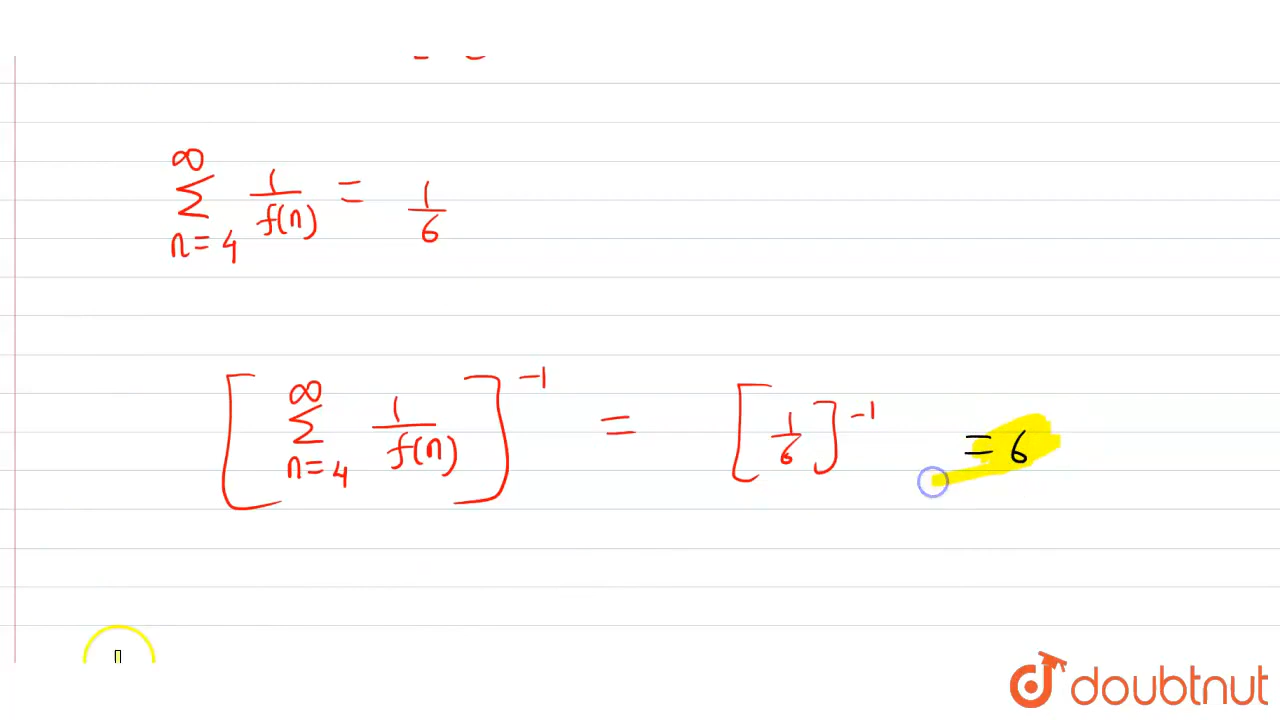 ∞
∑ 1/f(n) = 1/6
n=4
[ ∞ ∑ n=4 1/f(n) ]⁻¹ = [ 1/6 ]⁻¹ = 6
doubtnut